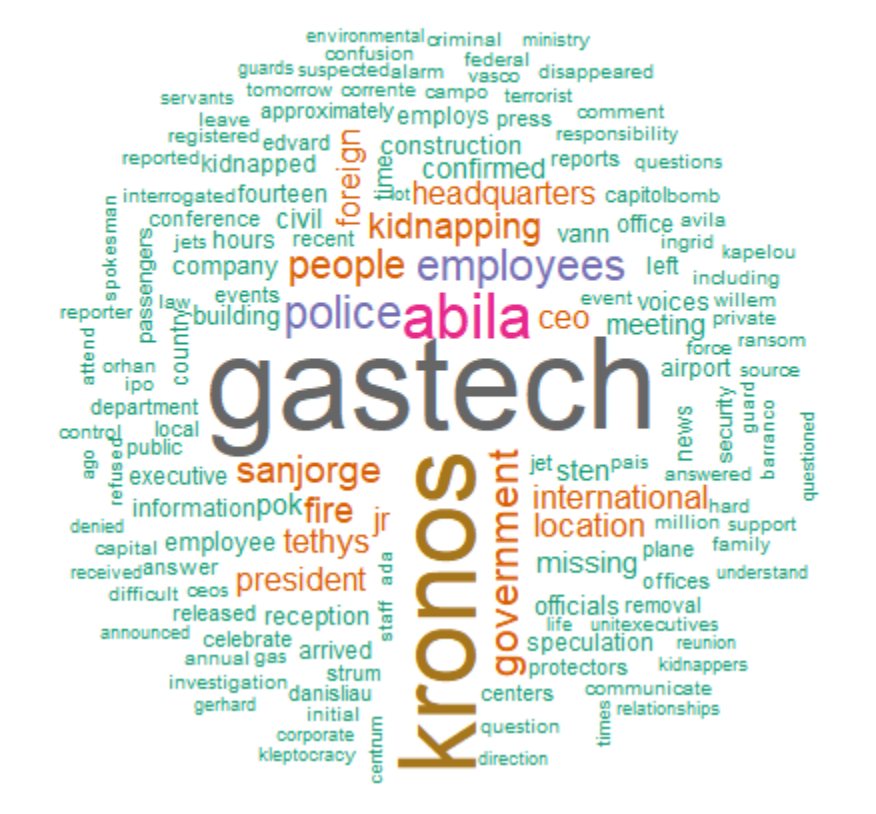 environmental criminal ministry
confusion federal
guards suspected alarm vasco disappeared
servants tomorrow corrente campo terrorist
leave approximately employs press comment
registered edvard foreign construction responsibility
reported kidnapped time confirmed reports questions
interrogated fourteen lot headquarters capitol bomb
spokesman conference civil kidnapping vann office avila
passengers jets hours recent ingrid kapelou
company people employees left including
law events event voices willem
reporter country building police abila ceo meeting private
attend orhan force ransom
ipo gastech airport source
department security guard
control local news barranco questioned
ago refused public
executive sanjorge kronos government jet sten pais answered
information pok fire international hard
denied jr location million support
capital employee tethys plane family
received answer president ada missing offices understand
difficult ceos
released reception staff officials removal
announced celebrate life unit executives
annual gas arrived speculation reunion
strum protectors kidnappers
investigation danisliau centers communicate
gerhard initial times relationships
corporate centrum question
kleptocracy direction